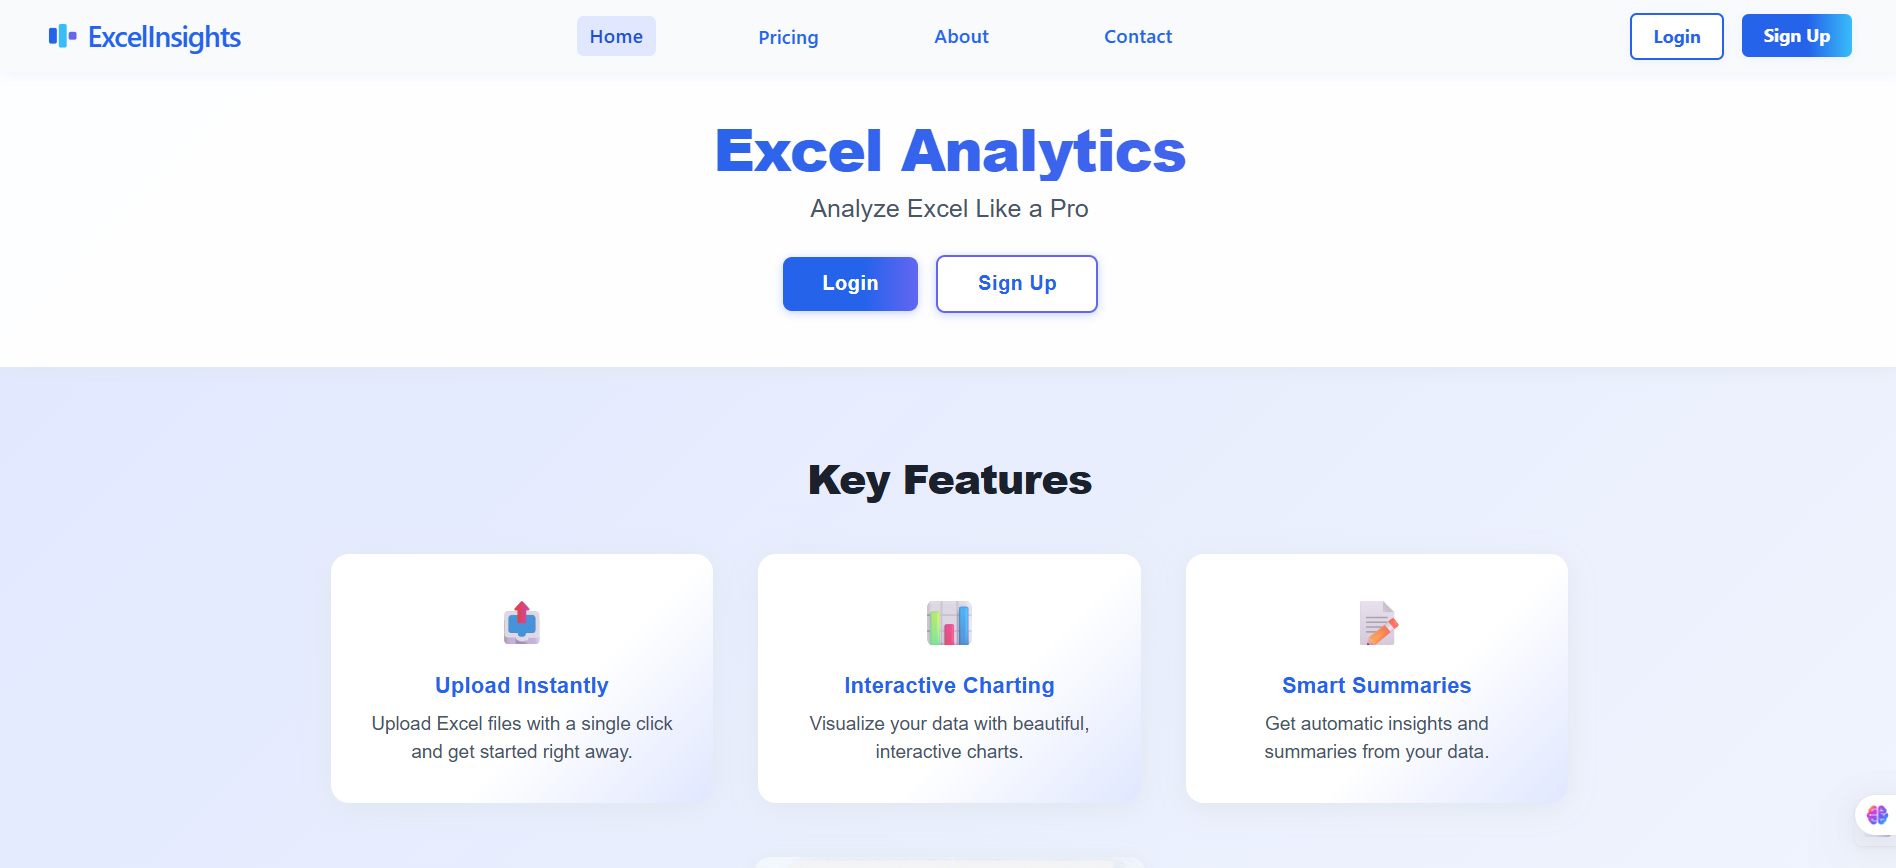 ExcelInsights
Home
Pricing
About
Contact
Login
Sign Up
Excel Analytics
Analyze Excel Like a Pro
Login
Sign Up
Key Features
Upload Instantly
Upload Excel files with a single click
and get started right away.
Interactive Charting
Visualize your data with beautiful,
interactive charts.
Smart Summaries
Get automatic insights and
summaries from your data.